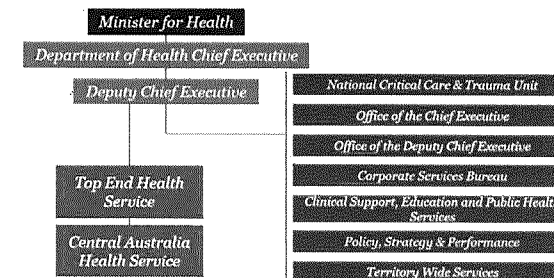 Minister for Health
Department of Health Chief Executive
Deputy Chief Executive
National Critical Care & Trauma Unit
Office of the Chief Executive
Office of the Deputy Chief Executive
Corporate Services Bureau
Clinical Support, Education and Public Healt
Services
Policy, Strategy & Performance
Territory Wide Services
Top End Health
Service
Central Australia
Health Service